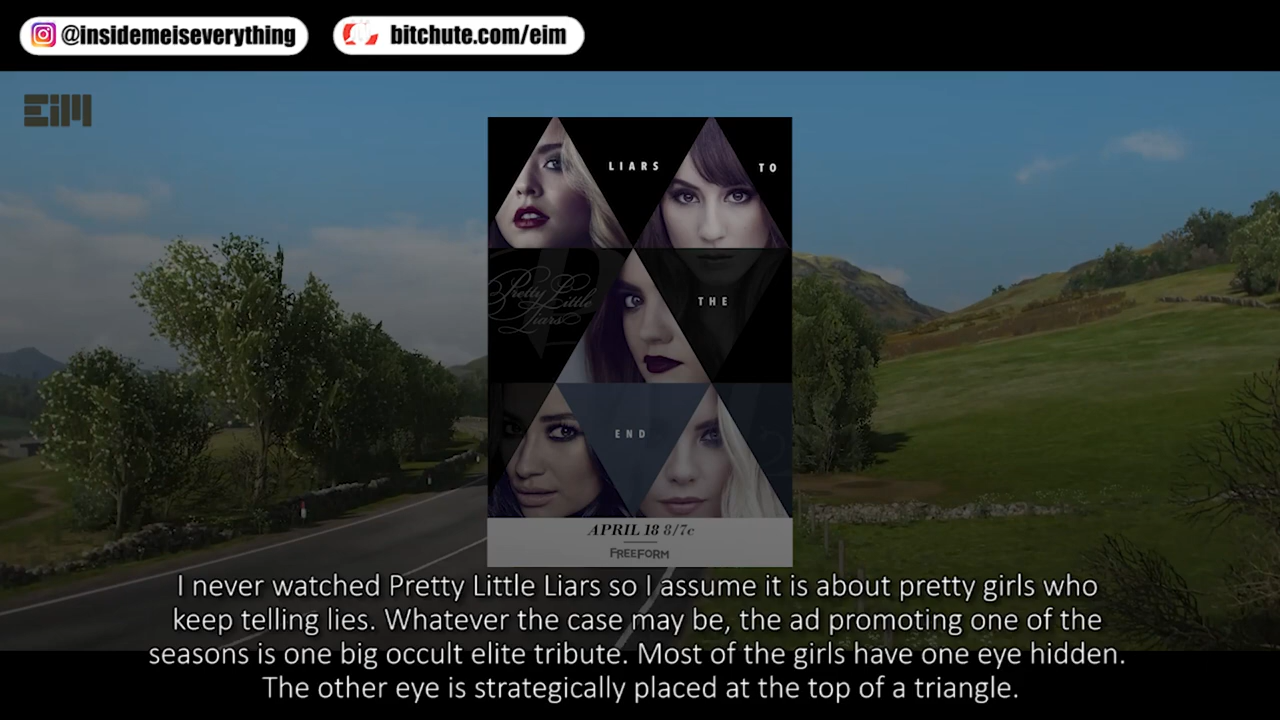 @insidemeiseverything
bitchute.com/eim
EiM
LIARS TO
Pretty Little
Liars
THE
END
APRIL 18 8/7c
FREEFORM
I never watched Pretty Little Liars so I assume it is about pretty girls who
keep telling lies. Whatever the case may be, the ad promoting one of the
seasons is one big occult elite tribute. Most of the girls have one eye hidden.
The other eye is strategically placed at the top of a triangle.